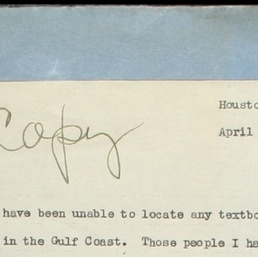 Housto
Copy
April
have been unable to locate any textbo
in the Gulf Coast. Those people I ha